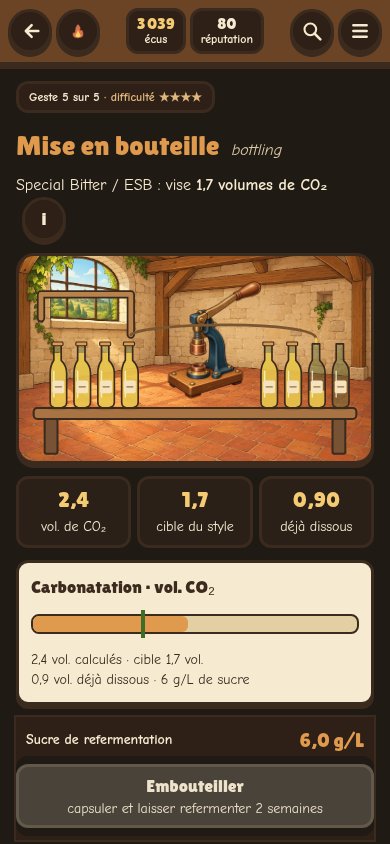 3 039
écus
80
réputation
Geste 5 sur 5 · difficulté ★★★★
Mise en bouteille bottling
Special Bitter / ESB : vise 1,7 volumes de CO₂
i
2,4
vol. de CO₂
1,7
cible du style
0,90
déjà dissous
Carbonatation · vol. CO₂
2,4 vol. calculés · cible 1,7 vol.
0,9 vol. déjà dissous · 6 g/L de sucre
Sucre de refermentation
6,0 g/L
Embouteiller
capsuler et laisser refermenter 2 semaines